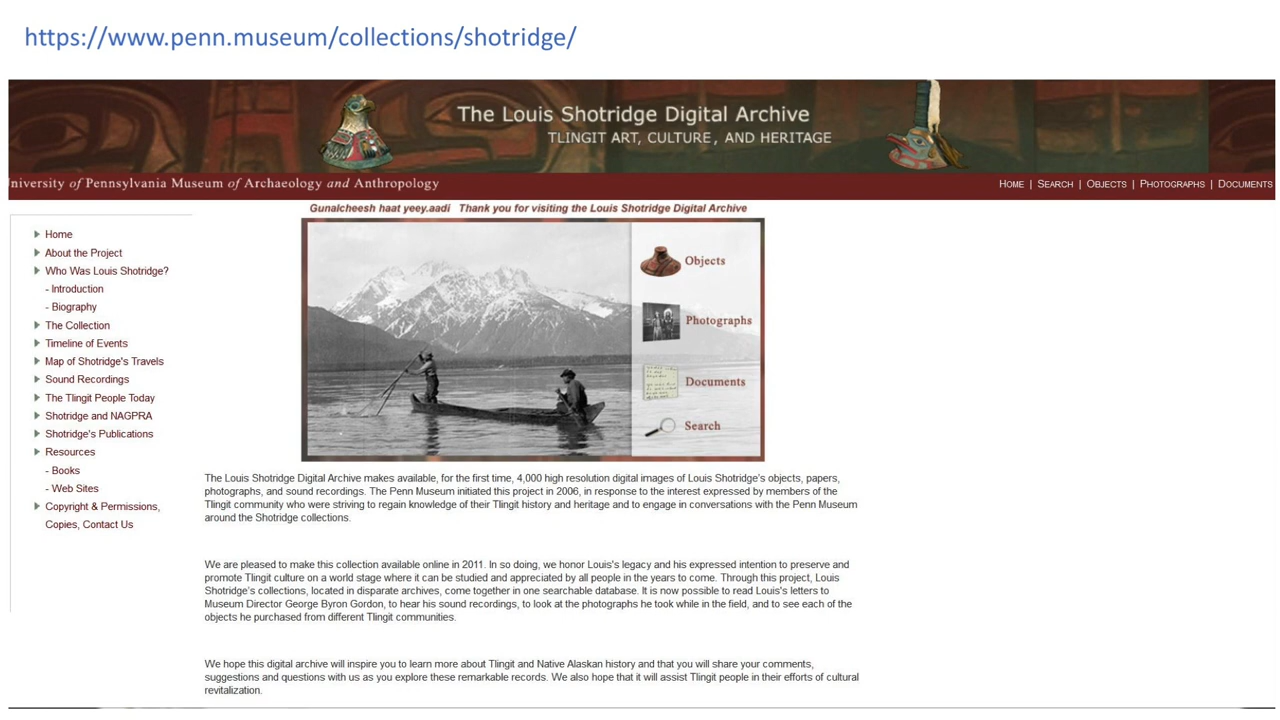 https://www.penn.museum/collections/shotridge/
The Louis Shotridge Digital Archive
TLINGIT ART, CULTURE, AND HERITAGE
niversity of Pennsylvania Museum of Archaeology and Anthropology
HOME | SEARCH | OBJECTS | PHOTOGRAPHS | DOCUMENTS
Gunalcheesh haat yeey.aadi Thank you for visiting the Louis Shotridge Digital Archive
Home
About the Project
Who Was Louis Shotridge?
- Introduction
- Biography
The Collection
Timeline of Events
Map of Shotridge's Travels
Sound Recordings
The Tlingit People Today
Shotridge and NAGPRA
Shotridge's Publications
Resources
- Books
- Web Sites
Copyright & Permissions,
Copies, Contact Us
Objects
Photographs
Documents
Search
The Louis Shotridge Digital Archive makes available, for the first time, 4,000 high resolution digital images of Louis Shotridge's objects, papers,
photographs, and sound recordings. The Penn Museum initiated this project in 2006, in response to the interest expressed by members of the
Tlingit community who were striving to regain knowledge of their Tlingit history and heritage and to engage in conversations with the Penn Museum
around the Shotridge collections.
We are pleased to make this collection available online in 2011. In so doing, we honor Louis's legacy and his expressed intention to preserve and
promote Tlingit culture on a world stage where it can be studied and appreciated by all people in the years to come. Through this project, Louis
Shotridge's collections, located in disparate archives, come together in one searchable database. It is now possible to read Louis's letters to
Museum Director George Byron Gordon, to hear his sound recordings, to look at the photographs he took while in the field, and to see each of the
objects he purchased from different Tlingit communities.
We hope this digital archive will inspire you to learn more about Tlingit and Native Alaskan history and that you will share your comments,
suggestions and questions with us as you explore these remarkable records. We also hope that it will assist Tlingit people in their efforts of cultural
revitalization.